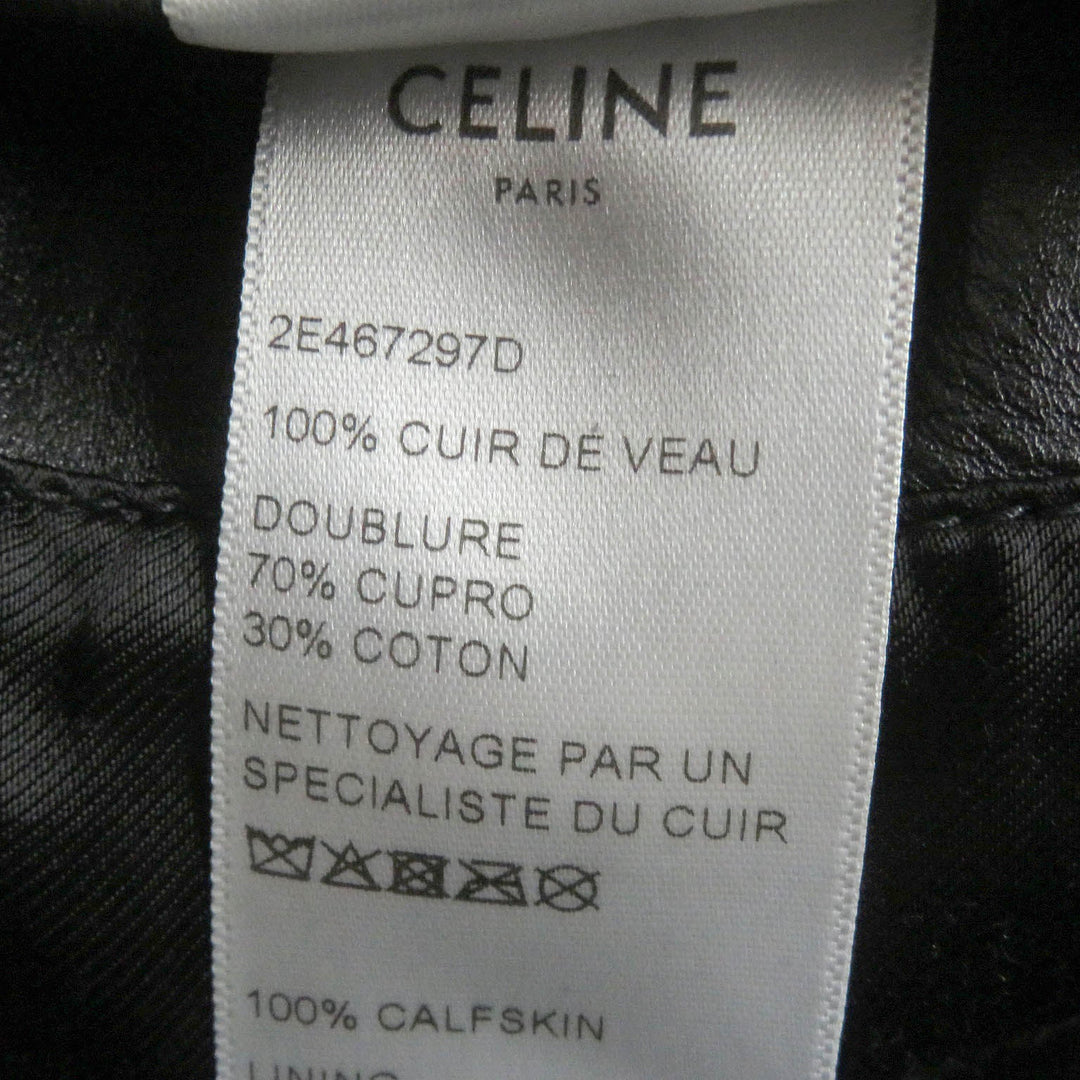 CELINE
PARIS
2E467297D
100% CUIR DE VEAU
DOUBLURE
70% CUPRO
30% COTON
NETTOYAGE PAR UN
SPECIALISTE DU CUIR
100% CALFSKIN
LINING